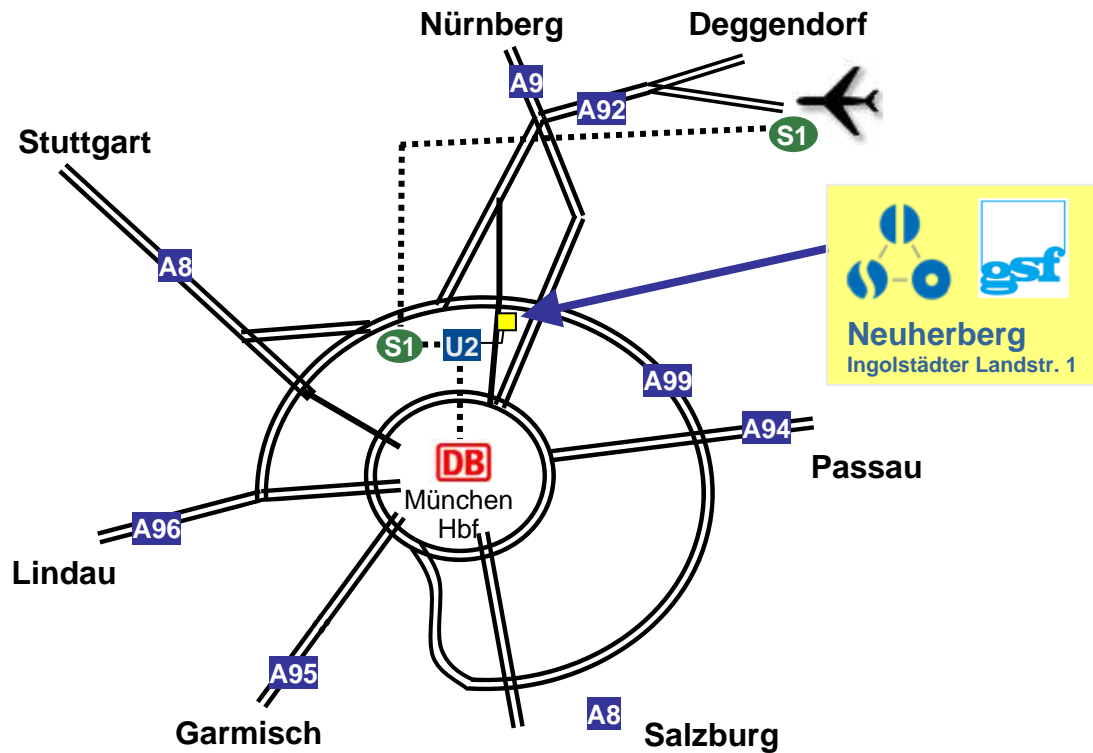 Nürnberg
Deggendorf
A9
A92
S1
Stuttgart
A8
gsf
Neuherberg
Ingolstädter Landstr. 1
S1
U2
A99
A94
Passau
DB
München
Hbf
A96
Lindau
A95
Garmisch
A8
Salzburg